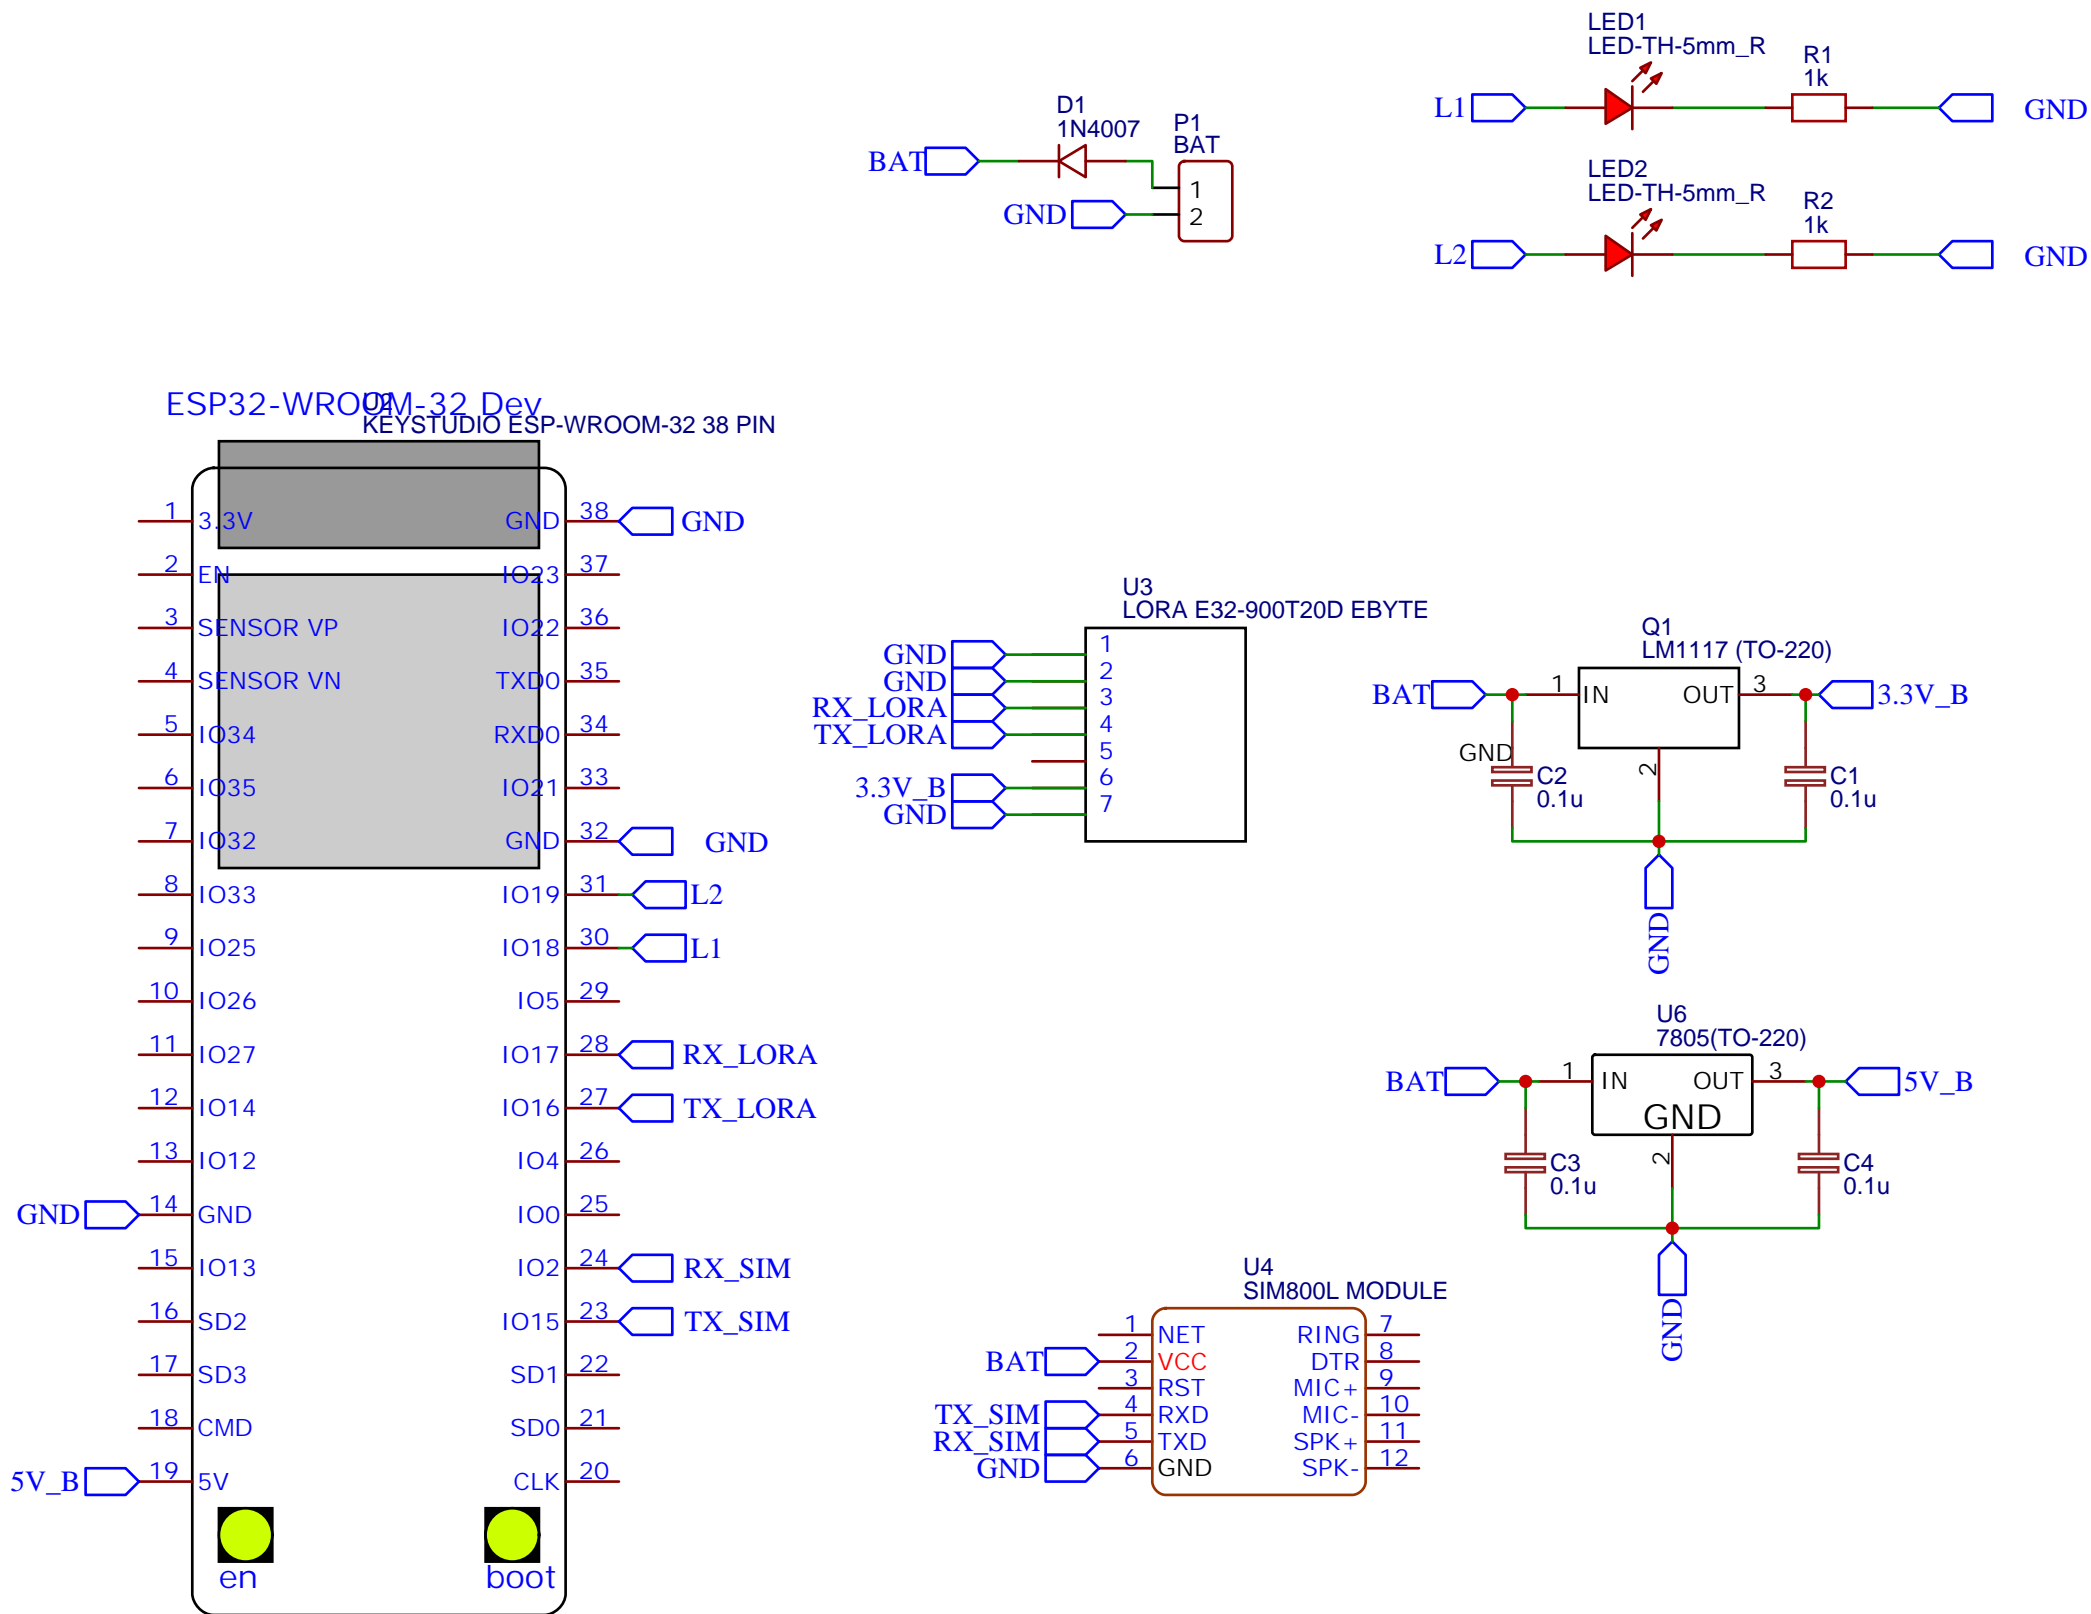 LED1
LED-TH-5mm_R
R1
1k
L1
GND
D1
1N4007
P1
BAT
BAT
1
2
GND
LED2
LED-TH-5mm_R
R2
1k
L2
GND
ESP32-WROOM-32 Dev
U2
KEYSTUDIO ESP-WROOM-32 38 PIN
1 3.3V GND 38 GND
2 EN IO23 37
3 SENSOR VP IO22 36
4 SENSOR VN TXD0 35
5 IO34 RXD0 34
6 IO35 IO21 33
7 IO32 GND 32 GND
8 IO33 IO19 31 L2
9 IO25 IO18 30 L1
10 IO26 IO5 29
11 IO27 IO17 28 RX_LORA
12 IO14 IO16 27 TX_LORA
13 IO12 IO4 26
GND 14 GND IO0 25
15 IO13 IO2 24 RX_SIM
16 SD2 IO15 23 TX_SIM
17 SD3 SD1 22
18 CMD SD0 21
5V_B 19 5V CLK 20
en boot
U3
LORA E32-900T20D EBYTE
GND 1
GND 2
RX_LORA 3
TX_LORA 4
5
3.3V_B 6
GND 7
Q1
LM1117 (TO-220)
BAT 1 IN OUT 3 3.3V_B
GND
2
C2
0.1u
C1
0.1u
GND
U6
7805(TO-220)
BAT 1 IN OUT 3 5V_B
GND
2
C3
0.1u
C4
0.1u
GND
U4
SIM800L MODULE
1 NET RING 7
BAT 2 VCC DTR 8
3 RST MIC+ 9
TX_SIM 4 RXD MIC- 10
RX_SIM 5 TXD SPK+ 11
GND 6 GND SPK- 12